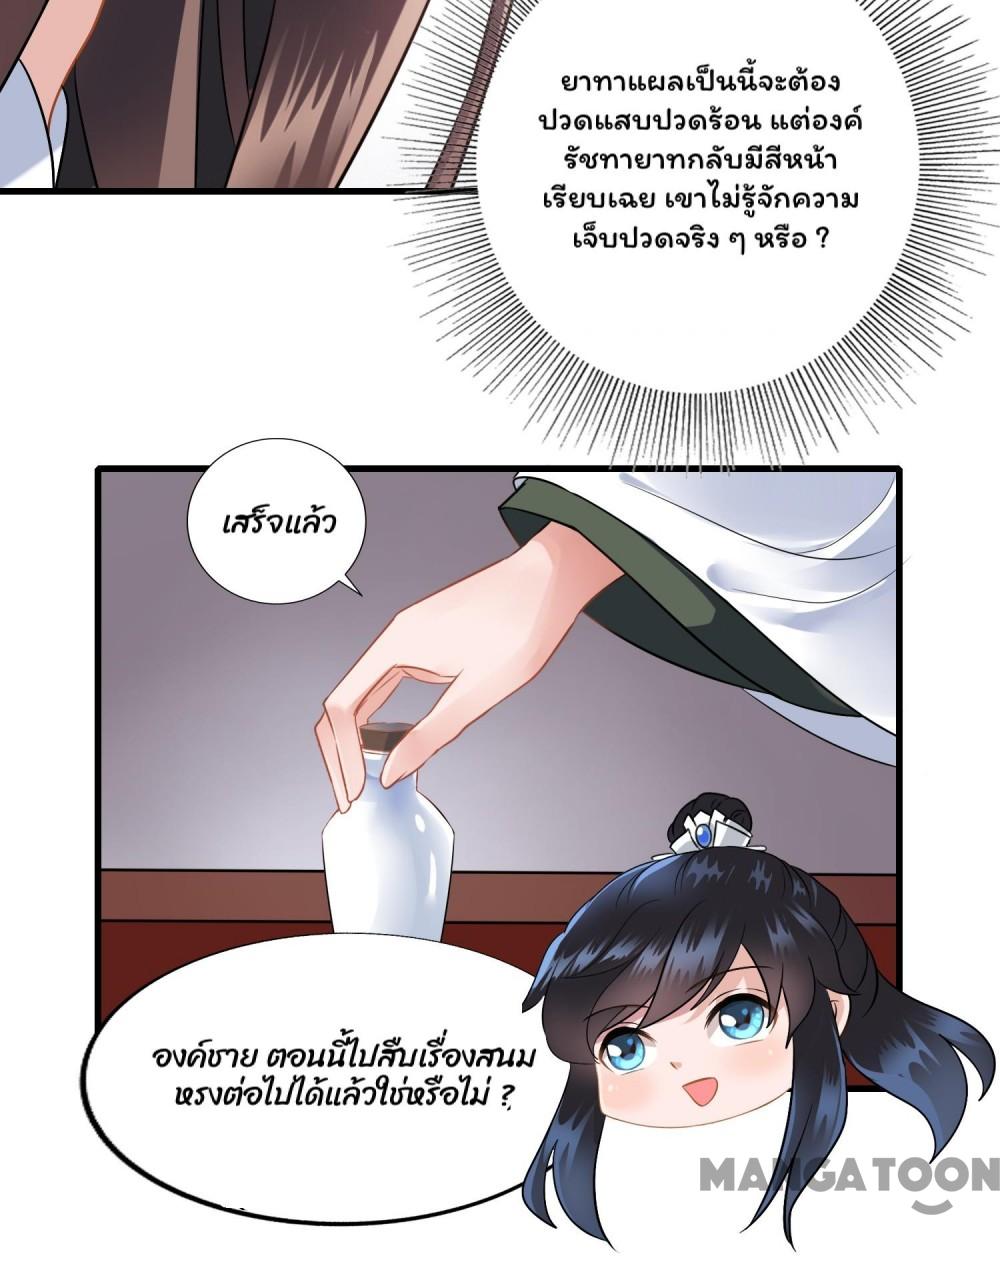 ยาทาแผลเป็นนี้จะต้อง
ปวดแสบปวดร้อน แต่องค์
รัชทายาทกลับมีสีหน้า
เรียบเฉย เขาไม่รู้จักความ
เจ็บปวดจริง ๆ หรือ ?
เสร็จแล้ว
องค์ชาย ตอนนี้ไปสืบเรื่องสนม
หรงต่อไปได้แล้วใช่หรือไม่ ?
MANGATOON